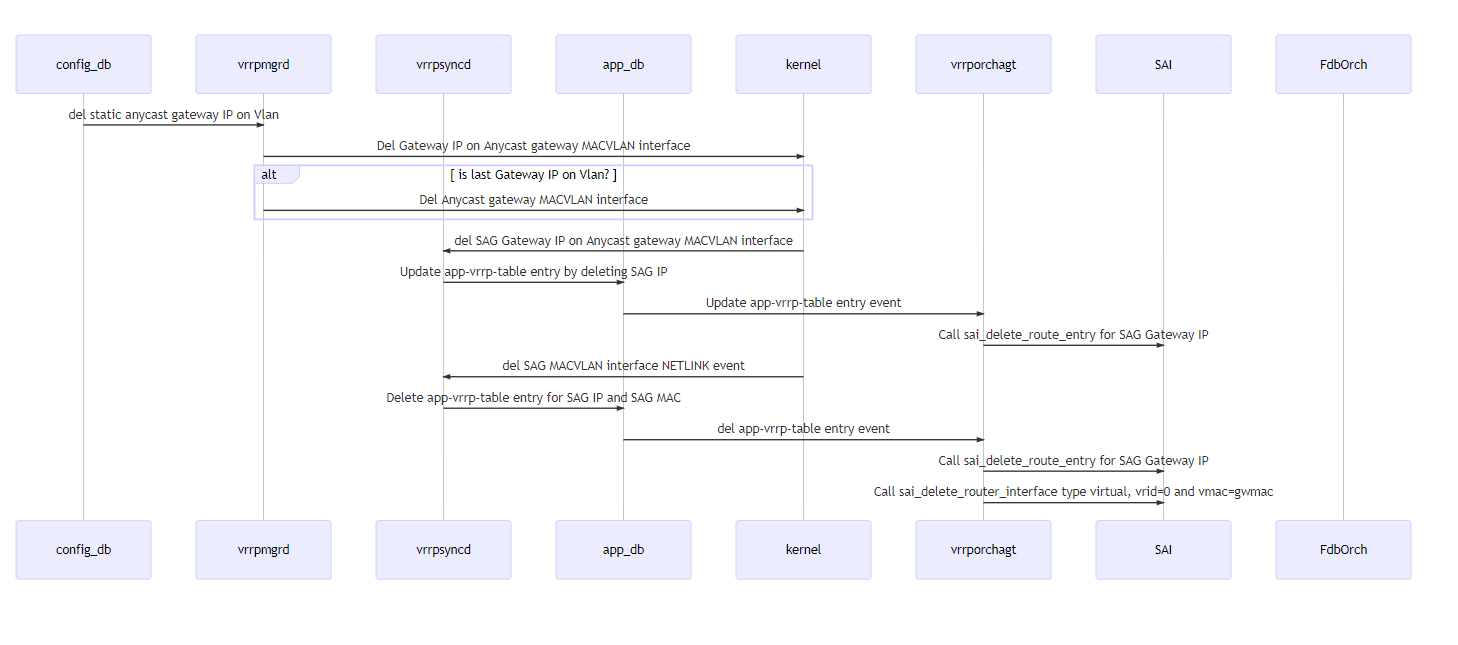 config_db
vrrpmgrd
vrrpsyncd
app_db
kernel
vrrporchagt
SAI
FdbOrch
del static anycast gateway IP on Vlan
Del Gateway IP on Anycast gateway MACVLAN interface
alt
[ is last Gateway IP on Vlan? ]
Del Anycast gateway MACVLAN interface
del SAG Gateway IP on Anycast gateway MACVLAN interface
Update app-vrrp-table entry by deleting SAG IP
Update app-vrrp-table entry event
Call sai_delete_route_entry for SAG Gateway IP
del SAG MACVLAN interface NETLINK event
Delete app-vrrp-table entry for SAG IP and SAG MAC
del app-vrrp-table entry event
Call sai_delete_route_entry for SAG Gateway IP
Call sai_delete_router_interface type virtual, vrid=0 and vmac=gwmac
config_db
vrrpmgrd
vrrpsyncd
app_db
kernel
vrrporchagt
SAI
FdbOrch